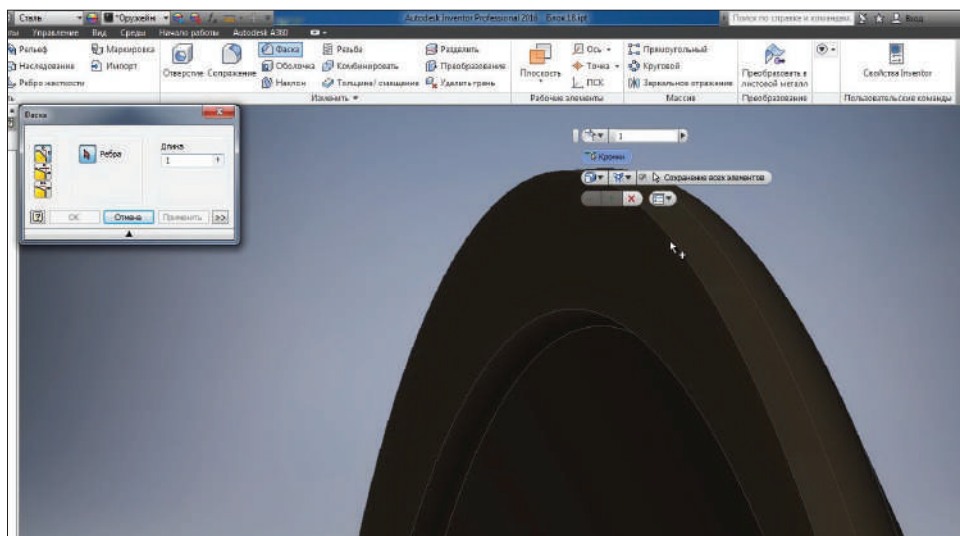 Сталь *Оружейн Autodesk Inventor Professional 2016 Блок16.ipt Поиск по справке и командам. Вход
Управление Вид Среды Начало работы Autodesk A360
Рельеф Маркировка Фаска Резьба Разделить Ось Прямоугольный
Наследование Импорт Отверстие Сопряжение Оболочка Комбинировать Преобразование Плоскость Точка Круговой Преобразовать в листовой металл Свойства Inventor
Ребро жесткости Наклон Толщина/ смещение Удалить грань ПСК Зеркальное отражение
Изменить Рабочие элементы Массив Преобразование Пользовательские команды
Фаска
Ребра
Длина
1
OK Отмена Применить >>
1
Кромки
Сохранение всех элементов